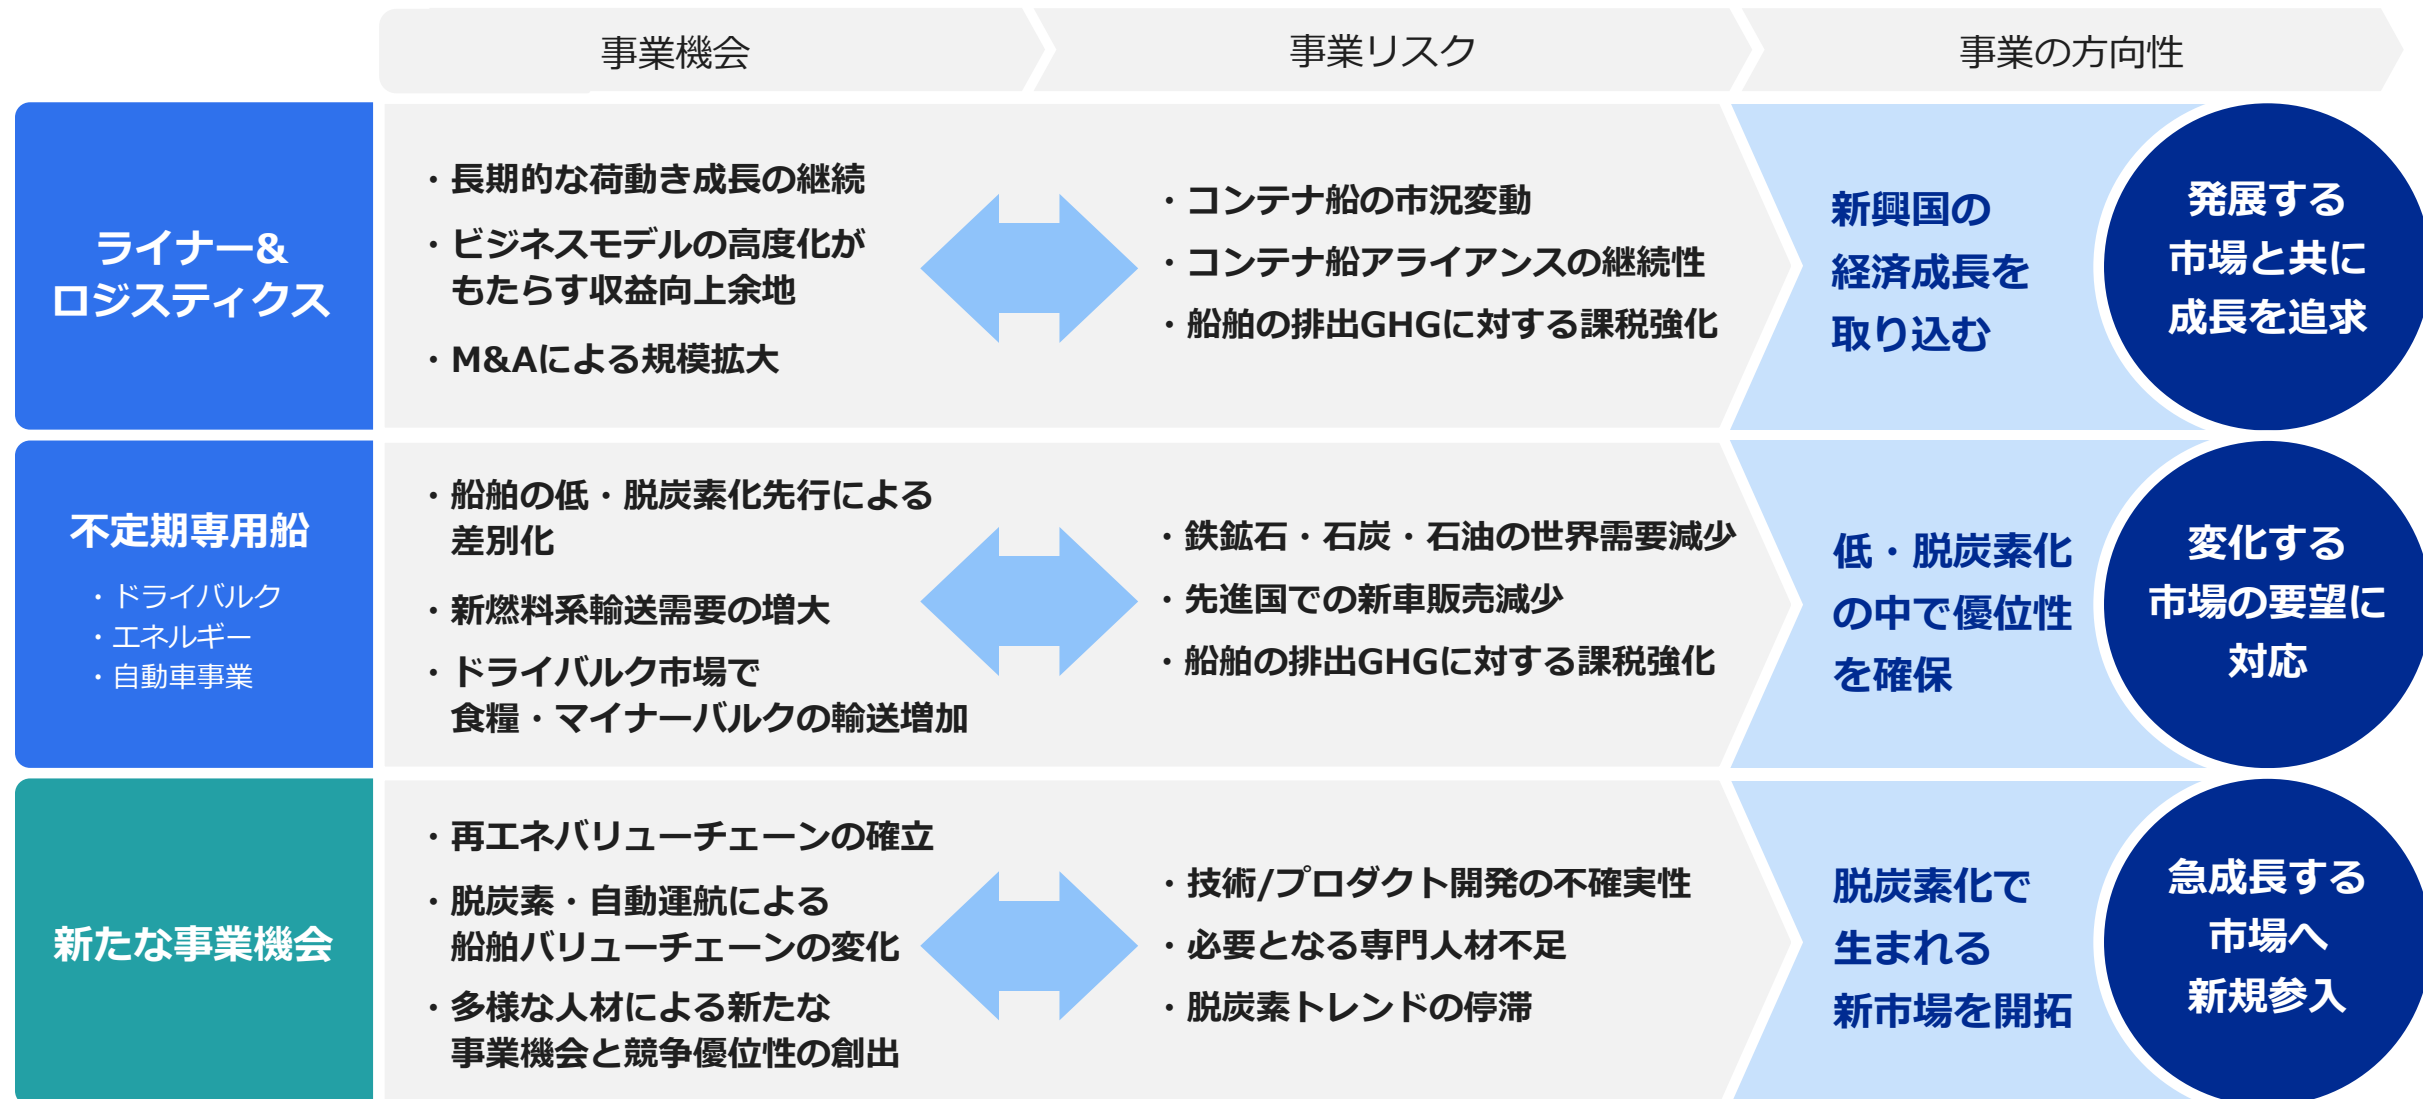 事業機会
事業リスク
事業の方向性
ライナー&
ロジスティクス
・長期的な荷動き成長の継続
・ビジネスモデルの高度化が
もたらす収益向上余地
・M&Aによる規模拡大
・コンテナ船の市況変動
・コンテナ船アライアンスの継続性
・船舶の排出GHGに対する課税強化
新興国の
経済成長を
取り込む
発展する
市場と共に
成長を追求
不定期専用船
・ドライバルク
・エネルギー
・自動車事業
・船舶の低・脱炭素化先行による
差別化
・新燃料系輸送需要の増大
・ドライバルク市場で
食糧・マイナーバルクの輸送増加
・鉄鉱石・石炭・石油の世界需要減少
・先進国での新車販売減少
・船舶の排出GHGに対する課税強化
低・脱炭素化
の中で優位性
を確保
変化する
市場の要望に
対応
新たな事業機会
・再エネバリューチェーンの確立
・脱炭素・自動運航による
船舶バリューチェーンの変化
・多様な人材による新たな
事業機会と競争優位性の創出
・技術/プロダクト開発の不確実性
・必要となる専門人材不足
・脱炭素トレンドの停滞
脱炭素化で
生まれる
新市場を開拓
急成長する
市場へ
新規参入